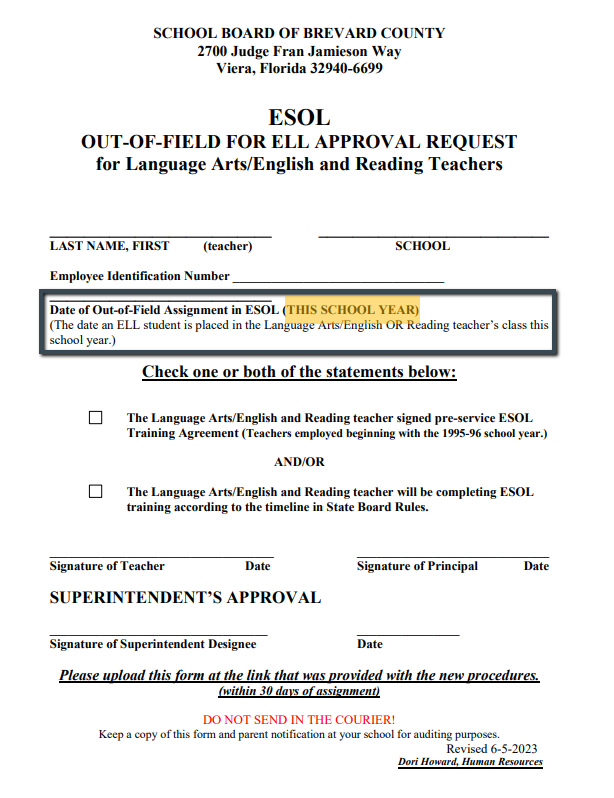 SCHOOL BOARD OF BREVARD COUNTY
2700 Judge Fran Jamieson Way
Viera, Florida 32940-6699
ESOL
OUT-OF-FIELD FOR ELL APPROVAL REQUEST
for Language Arts/English and Reading Teachers
LAST NAME, FIRST (teacher) SCHOOL
Employee Identification Number
Date of Out-of-Field Assignment in ESOL (THIS SCHOOL YEAR)
(The date an ELL student is placed in the Language Arts/English OR Reading teacher’s class this
school year.)
Check one or both of the statements below:
The Language Arts/English and Reading teacher signed pre-service ESOL
Training Agreement (Teachers employed beginning with the 1995-96 school year.)
AND/OR
The Language Arts/English and Reading teacher will be completing ESOL
training according to the timeline in State Board Rules.
Signature of Teacher Date Signature of Principal Date
SUPERINTENDENT’S APPROVAL
Signature of Superintendent Designee Date
Please upload this form at the link that was provided with the new procedures.
(within 30 days of assignment)
DO NOT SEND IN THE COURIER!
Keep a copy of this form and parent notification at your school for auditing purposes.
Revised 6-5-2023
Dori Howard, Human Resources